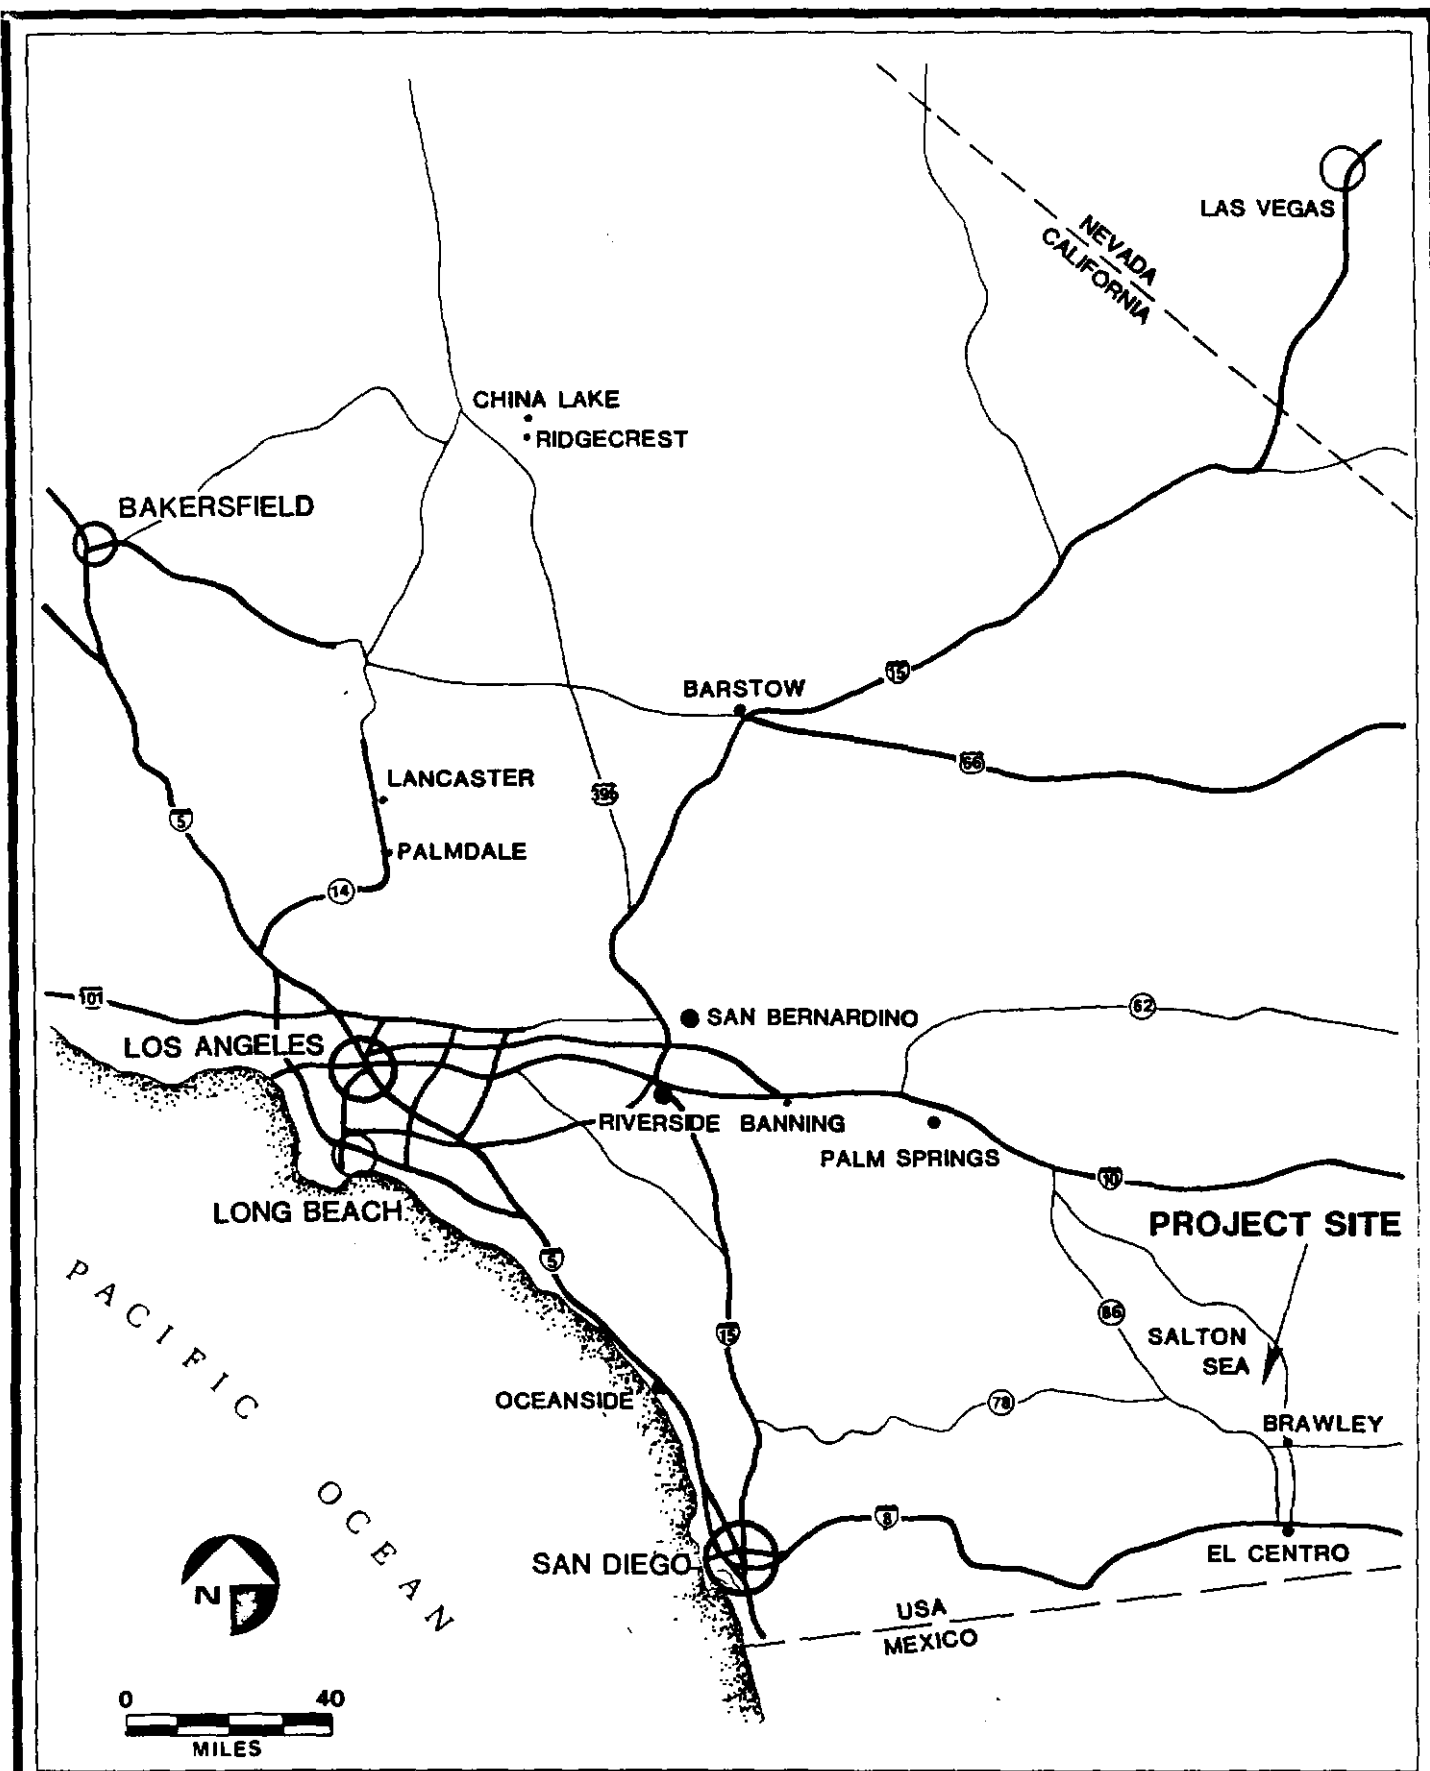 LAS VEGAS
NEVADA
CALIFORNIA
CHINA LAKE
RIDGECREST
BAKERSFIELD
15
BARSTOW
66
LANCASTER
395
5
PALMDALE
14
101
62
SAN BERNARDINO
LOS ANGELES
RIVERSIDE
BANNING
PALM SPRINGS
10
LONG BEACH
PROJECT SITE
5
PACIFIC
OCEAN
86
15
SALTON
SEA
OCEANSIDE
78
BRAWLEY
8
SAN DIEGO
EL CENTRO
N
USA
MEXICO
0 40
MILES